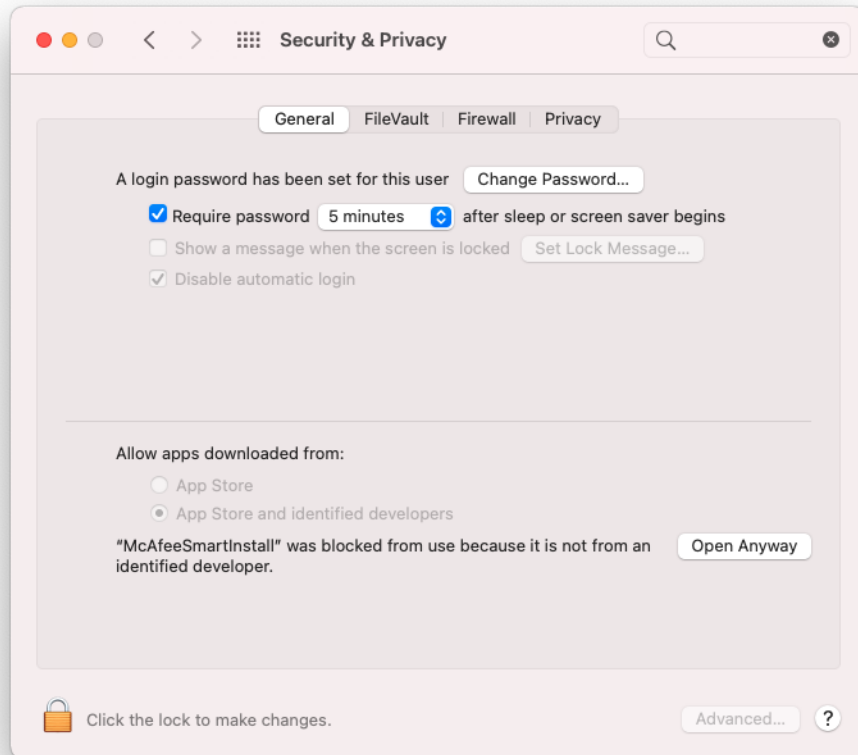 Security & Privacy
General FileVault Firewall Privacy
A login password has been set for this user Change Password...
Require password 5 minutes after sleep or screen saver begins
Show a message when the screen is locked Set Lock Message...
Disable automatic login
Allow apps downloaded from:
App Store
App Store and identified developers
“McAfeeSmartInstall” was blocked from use because it is not from an Open Anyway
identified developer.
Click the lock to make changes. Advanced... ?